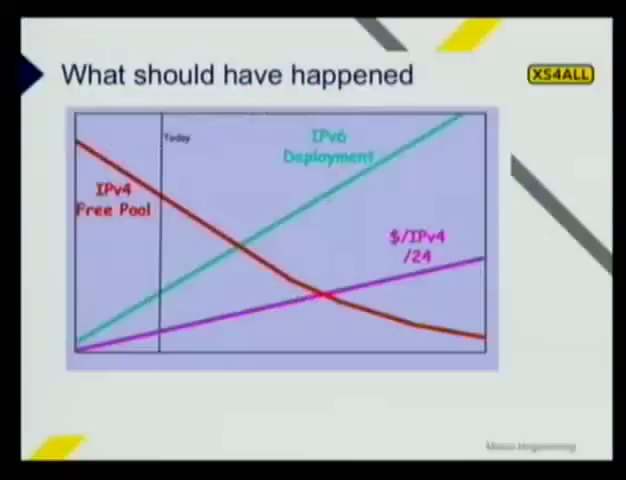 What should have happened
XS4ALL
Today
IPv6
Deployment
IPv4
Free Pool
$/IPv4
/24